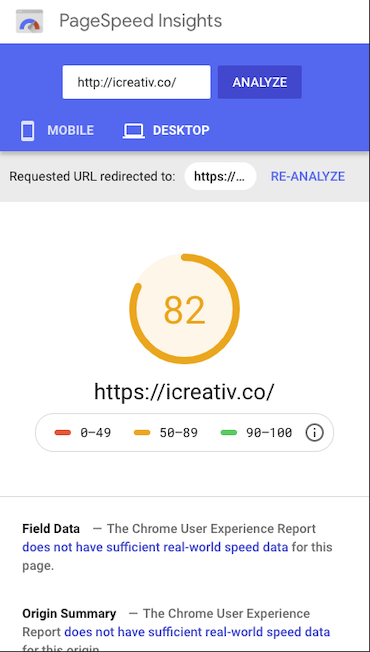 PageSpeed Insights
http://icreativ.co/ ANALYZE
MOBILE DESKTOP
Requested URL redirected to: https://... RE-ANALYZE
82
https://icreativ.co/
0–49 50–89 90–100
Field Data — The Chrome User Experience Report
does not have sufficient real-world speed data for this
page.
Origin Summary — The Chrome User Experience
Report does not have sufficient real-world speed data
for this origin.